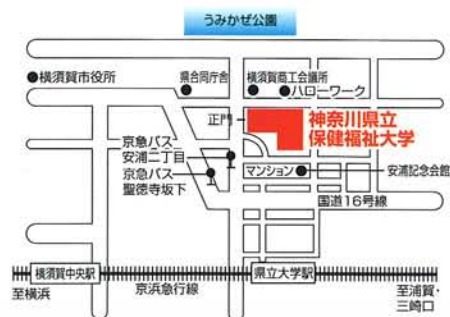 うみかぜ公園
横須賀市役所
県合同庁舎
横須賀商工会議所
ハローワーク
正門
神奈川県立
保健福祉大学
京急バス
安浦二丁目
京急バス
聖徳寺坂下
マンション
安浦記念会館
国道16号線
横須賀中央駅
県立大学駅
至横浜
京浜急行線
至浦賀・
三崎口